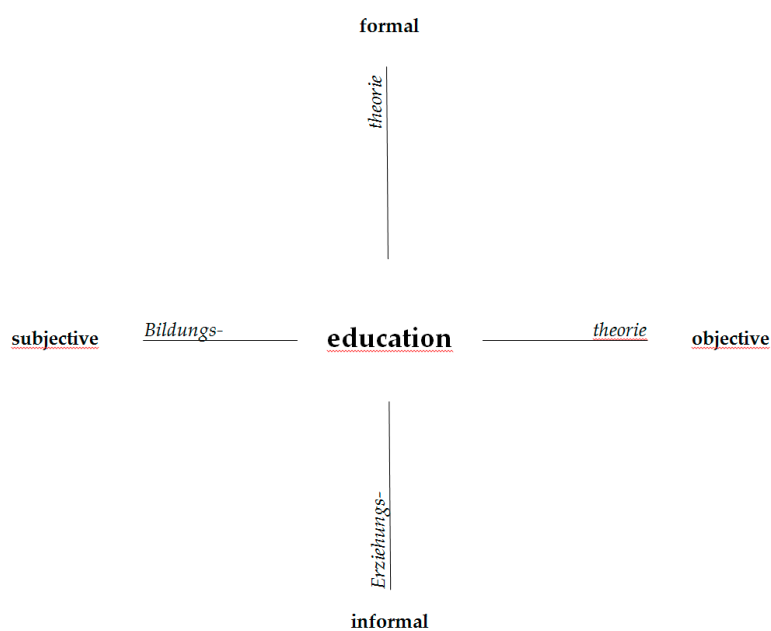 formal
theorie
subjective Bildungs- education theorie objective
Erziehungs-
informal